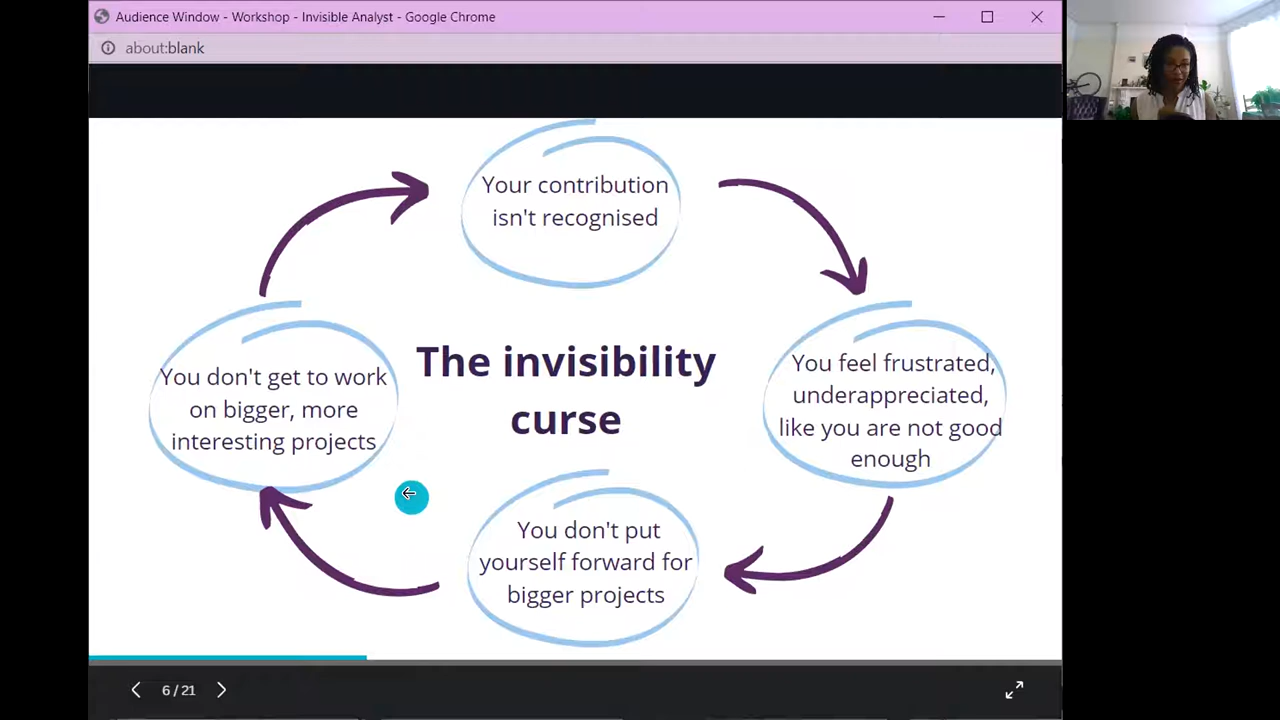 Audience Window - Workshop - Invisible Analyst - Google Chrome
about:blank
Your contribution
isn't recognised
You feel frustrated,
underappreciated,
like you are not good
enough
You don't put
yourself forward for
bigger projects
You don't get to work
on bigger, more
interesting projects
The invisibility
curse
6 / 21